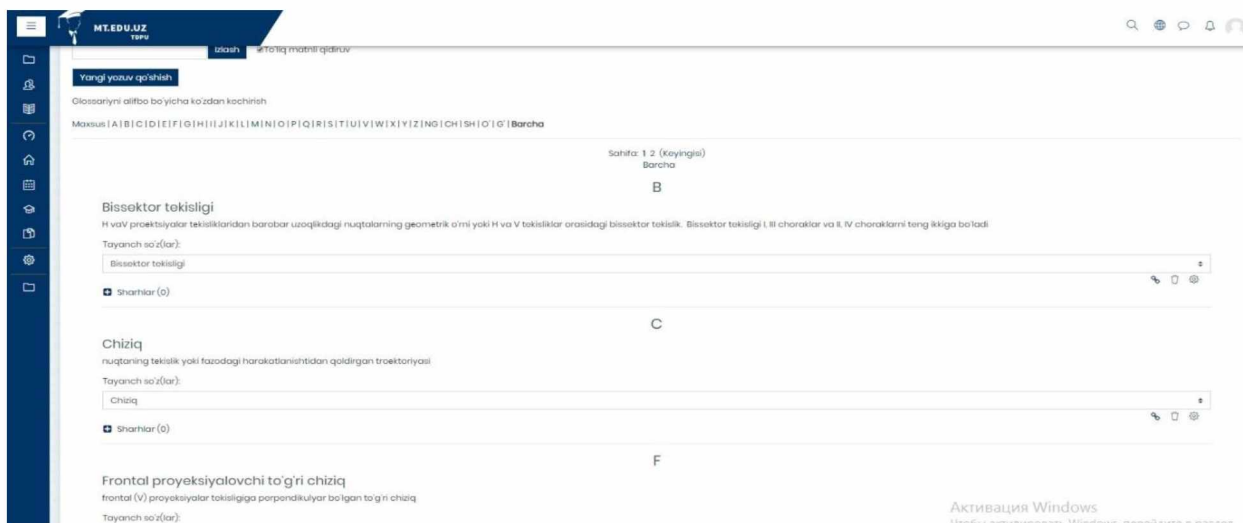 MT.EDU.UZ
TDPU
Izlash To'liq matnli qidiruv
Yangi yozuv qo'shish
Glossariyni alifbo bo'yicha ko'zdan kechirish
Maxsus | A | B | C | D | E | F | G | H | I | J | K | L | M | N | O | P | Q | R | S | T | U | V | W | X | Y | Z | NG | CH | SH | O' | G' | Barcha
Sahifa: 1 2 (Keyingisi)
Barcha
B
Bissektor tekisligi
H vaV proektsiyalar tekisliklaridan barobar uzoqlikdagi nuqtalarning geometrik o'rni yoki H va V tekisliklar orasidagi bissektor tekislik. Bissektor tekisligi I, III choraklar va II, IV choraklarni teng ikkiga bo'ladi
Tayanch so'z(lar):
Bissektor tekisligi
Sharhlar (0)
C
Chiziq
nuqtaning tekislik yoki fazodagi harakatlanishtidan qoldirgan troektoriyasi
Tayanch so'z(lar):
Chiziq
Sharhlar (0)
F
Frontal proyeksiyalovchi to'g'ri chiziq
frontal (V) proyeksiyalar tekisligiga perpendikulyar bo'lgan to'g'ri chiziq
Tayanch so'z(lar):
Активация Windows